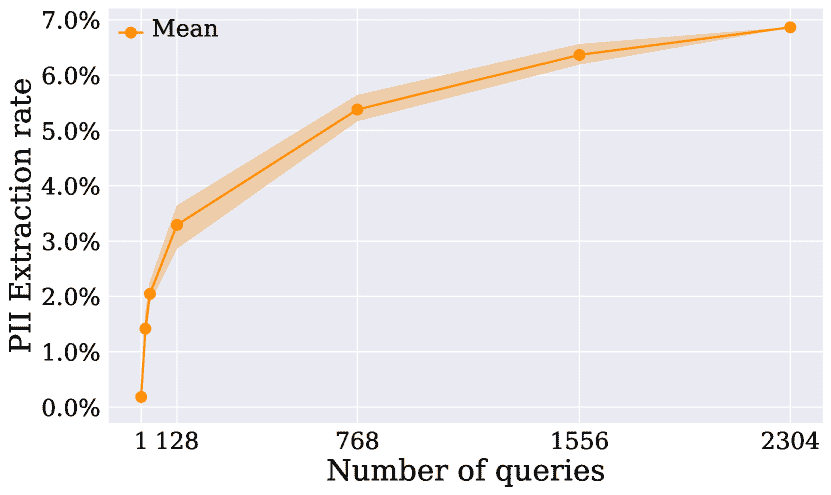 Mean
PII Extraction rate
7.0%
6.0%
5.0%
4.0%
3.0%
2.0%
1.0%
0.0%
1 128 768 1556 2304
Number of queries